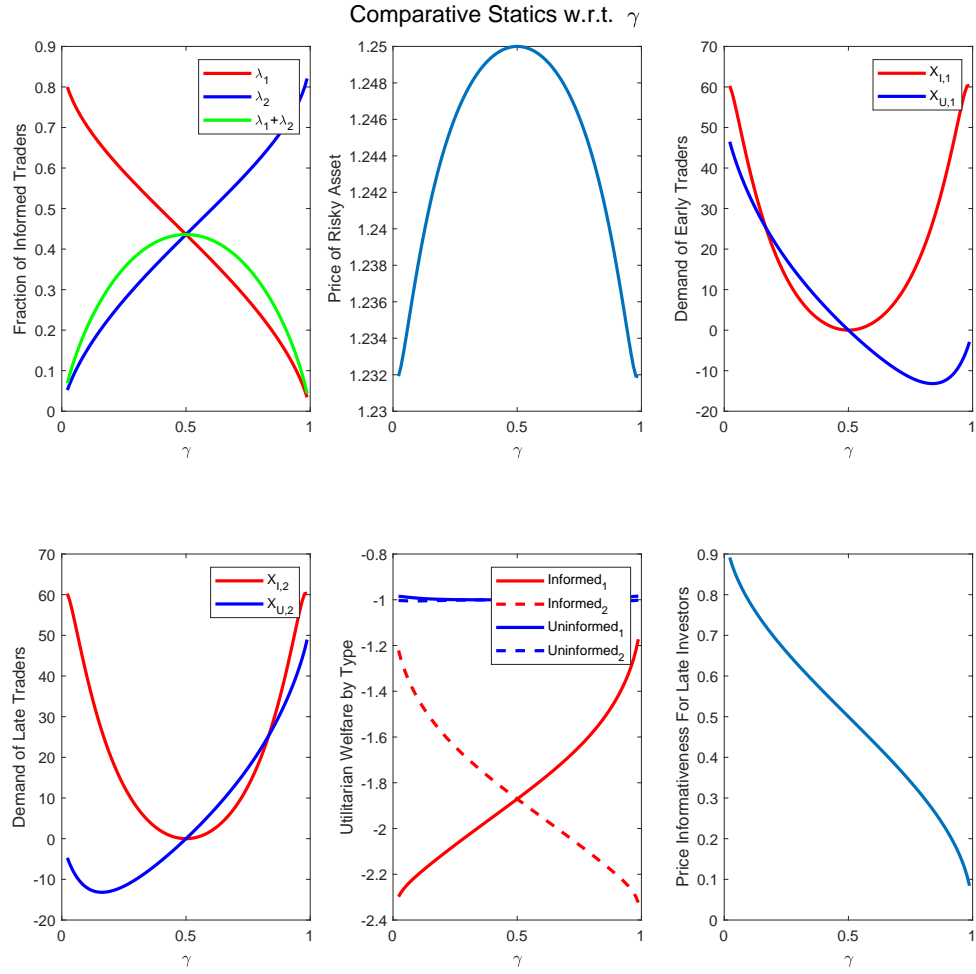 Comparative Statics w.r.t. γ
Fraction of Informed Traders
0.9
0.8
0.7
0.6
0.5
0.4
0.3
0.2
0.1
0
λ1
λ2
λ1+λ2
0 0.5 1
γ
Price of Risky Asset
1.25
1.248
1.246
1.244
1.242
1.24
1.238
1.236
1.234
1.232
1.23
0 0.5 1
γ
Demand of Early Traders
70
60
50
40
30
20
10
0
-10
-20
XI,1
XU,1
0 0.5 1
γ
Demand of Late Traders
70
60
50
40
30
20
10
0
-10
-20
XI,2
XU,2
0 0.5 1
γ
Utilitarian Welfare by Type
-0.8
-1
-1.2
-1.4
-1.6
-1.8
-2
-2.2
-2.4
Informed1
Informed2
Uninformed1
Uninformed2
0 0.5 1
γ
Price Informativeness For Late Investors
0.9
0.8
0.7
0.6
0.5
0.4
0.3
0.2
0.1
0
0 0.5 1
γ